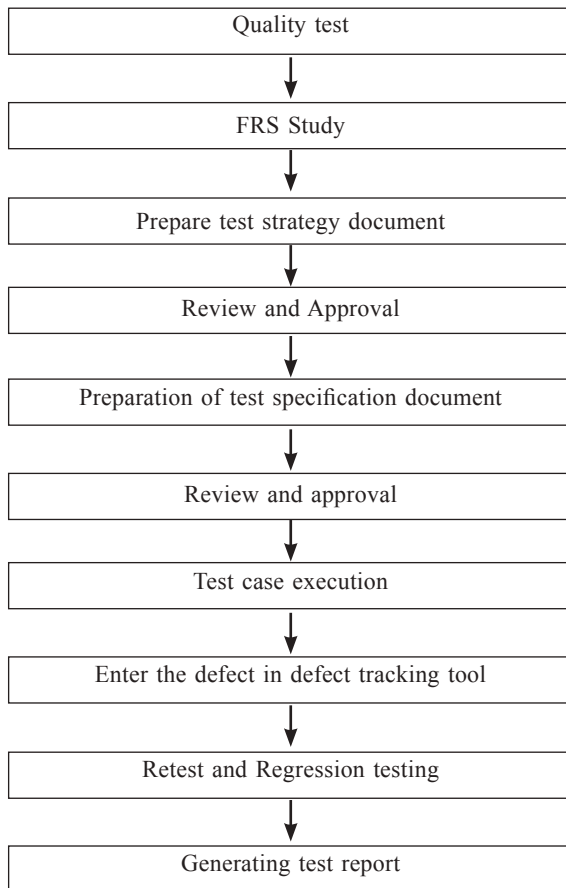 Quality test
FRS Study
Prepare test strategy document
Review and Approval
Preparation of test specification document
Review and approval
Test case execution
Enter the defect in defect tracking tool
Retest and Regression testing
Generating test report